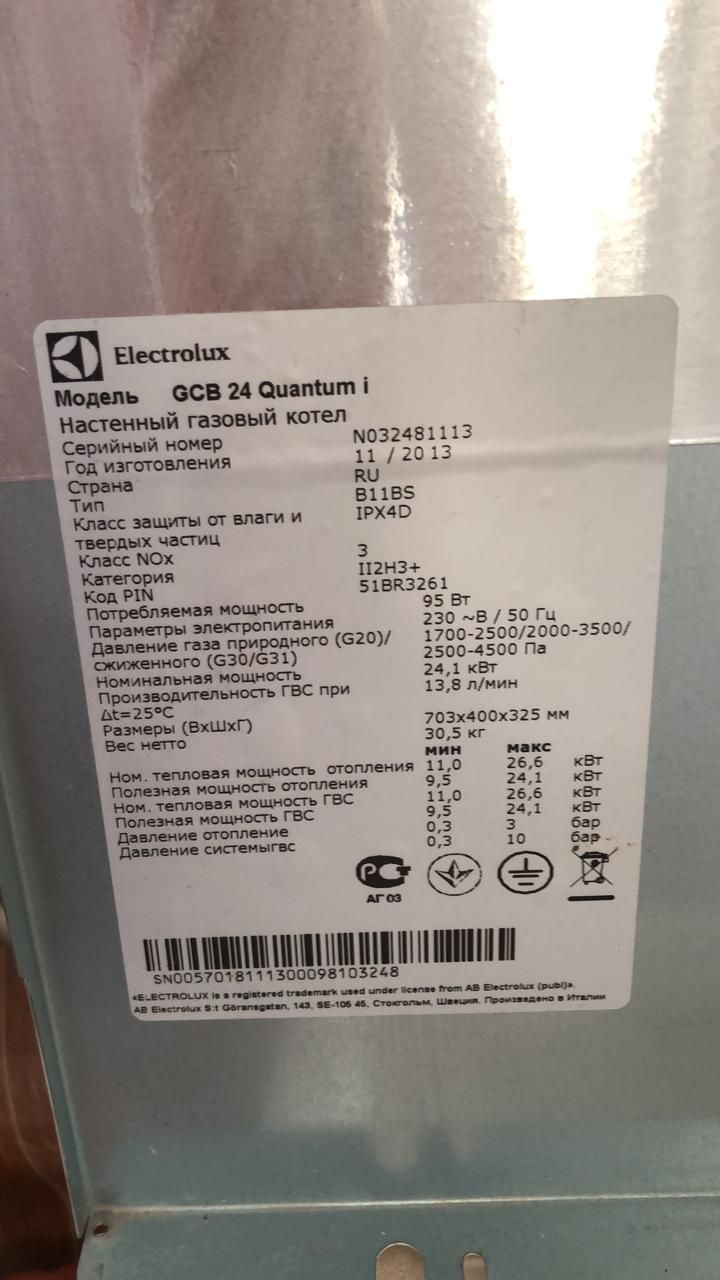 Electrolux
Модель GCB 24 Quantum i
Настенный газовый котел
Серийный номер N032481113
Год изготовления 11 / 2013
Страна RU
Тип B11BS
Класс защиты от влаги и IPX4D
твердых частиц
Класс NOx 3
Категория II2H3+
Код PIN 51BR3261
Потребляемая мощность 95 Вт
Параметры электропитания 230 ~В / 50 Гц
Давление газа природного (G20)/ 1700-2500/2000-3500/
сжиженного (G30/G31) 2500-4500 Па
Номинальная мощность 24,1 кВт
Производительность ГВС при 13,8 л/мин
Δt=25°C
Размеры (ВхШхГ) 703х400х325 мм
Вес нетто 30,5 кг
мин макс
Ном. тепловая мощность отопления 11,0 26,6 кВт
Полезная мощность отопления 9,5 24,1 кВт
Ном. тепловая мощность ГВС 11,0 26,6 кВт
Полезная мощность ГВС 9,5 24,1 кВт
Давление отопление 0,3 3 бар
Давление системыгвс 0,3 10 бар
РСТ
АГ03
SN0057018111300098103248
«ELECTROLUX is a registered trademark used under license from AB Electrolux (publ)».
AB Electrolux S:t Göransgatan, 143, SE-105 45, Стокгольм, Швеция. Произведено в Италии